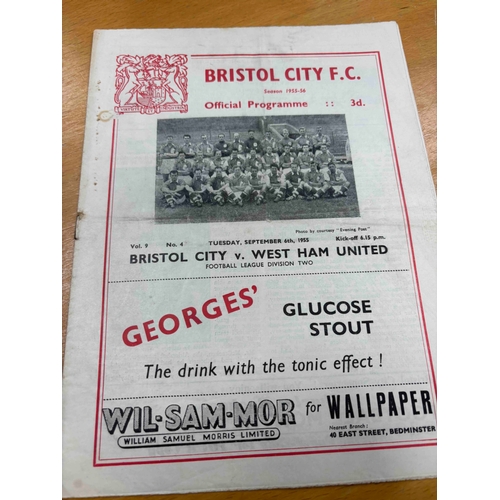 BRISTOL CITY F.C.
Season 1955-56
Official Programme :: 3d.
Photo by courtesy "Evening Post"
Vol. 9 No. 4 TUESDAY, SEPTEMBER 6th, 1955 Kick-off 6.15 p.m.
BRISTOL CITY v. WEST HAM UNITED
FOOTBALL LEAGUE DIVISION TWO
GEORGES' GLUCOSE
STOUT
The drink with the tonic effect !
WIL-SAM-MOR for WALLPAPER
WILLIAM SAMUEL MORRIS LIMITED
Nearest Branch :
40 EAST STREET, BEDMINSTER